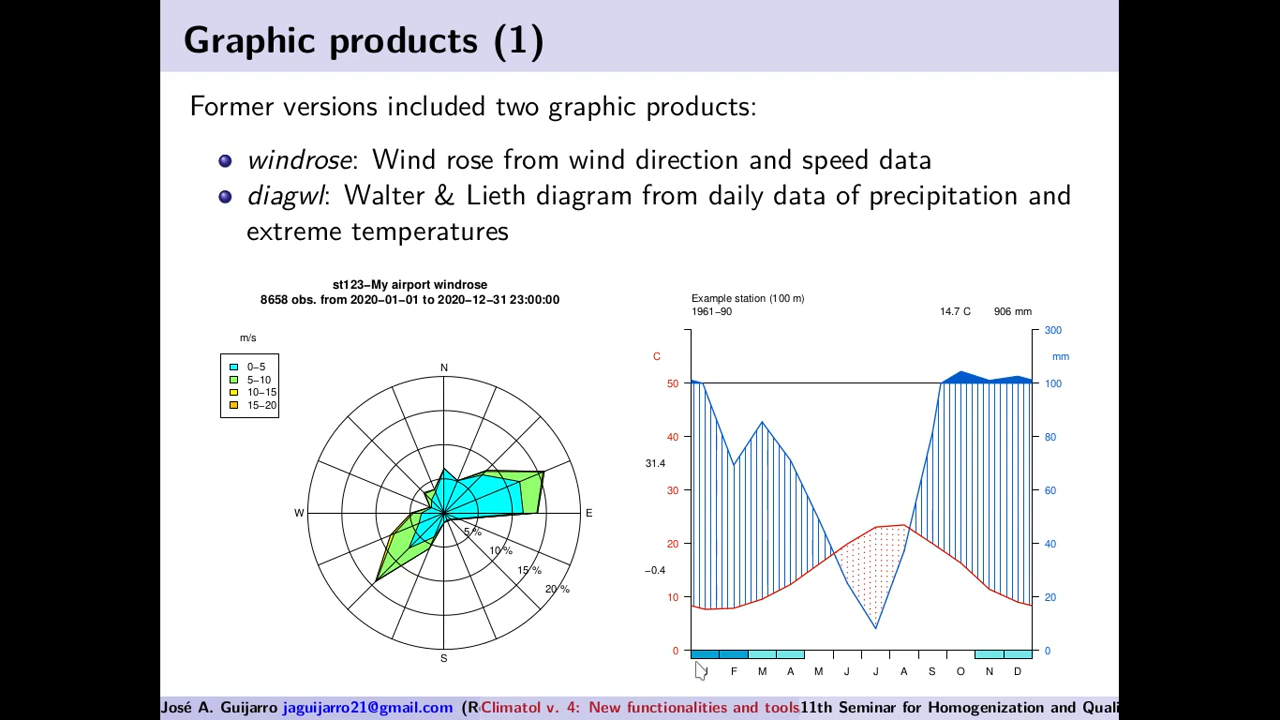 Graphic products (1)
Former versions included two graphic products:
windrose: Wind rose from wind direction and speed data
diagwl: Walter & Lieth diagram from daily data of precipitation and
extreme temperatures
st123–My airport windrose
8658 obs. from 2020–01–01 to 2020–12–31 23:00:00
m/s
0–5
5–10
10–15
15–20
N
W
E
S
5 %
10 %
15 %
20 %
Example station (100 m)
1961–90
14.7 C 906 mm
C
50
40
31.4
30
20
–0.4
10
0
300
mm
100
80
60
40
20
0
J F M A M J J A S O N D
José A. Guijarro jaguijarro21@gmail.com (R Climatol v. 4: New functionalities and tools 11th Seminar for Homogenization and Quali